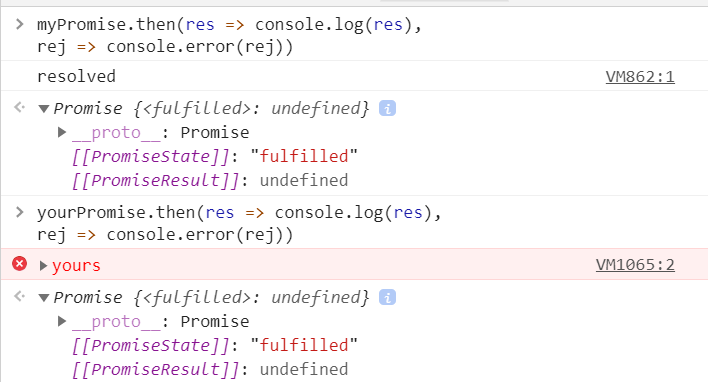 myPromise.then(res => console.log(res),
rej => console.error(rej))
resolved VM862:1
Promise {<fulfilled>: undefined} i
__proto__: Promise
[[PromiseState]]: "fulfilled"
[[PromiseResult]]: undefined
yourPromise.then(res => console.log(res),
rej => console.error(rej))
yours VM1065:2
Promise {<fulfilled>: undefined} i
__proto__: Promise
[[PromiseState]]: "fulfilled"
[[PromiseResult]]: undefined